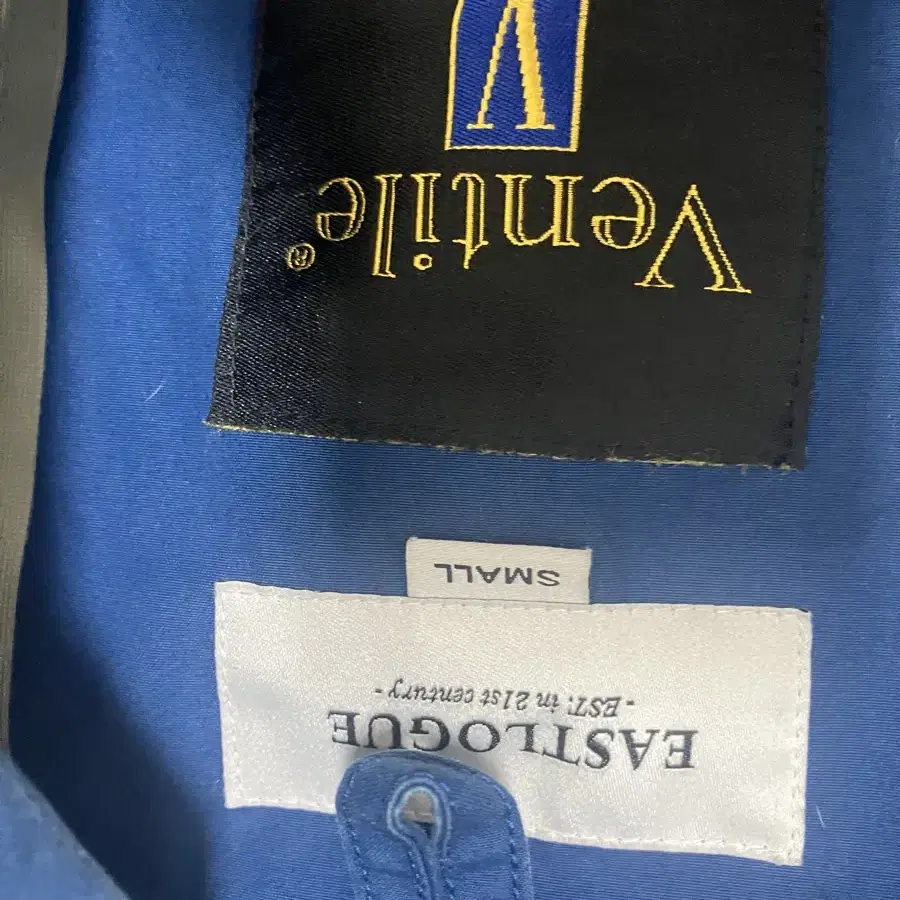 EASTLOGUE
- EST. in 21st century -
SMALL
Ventile®
V